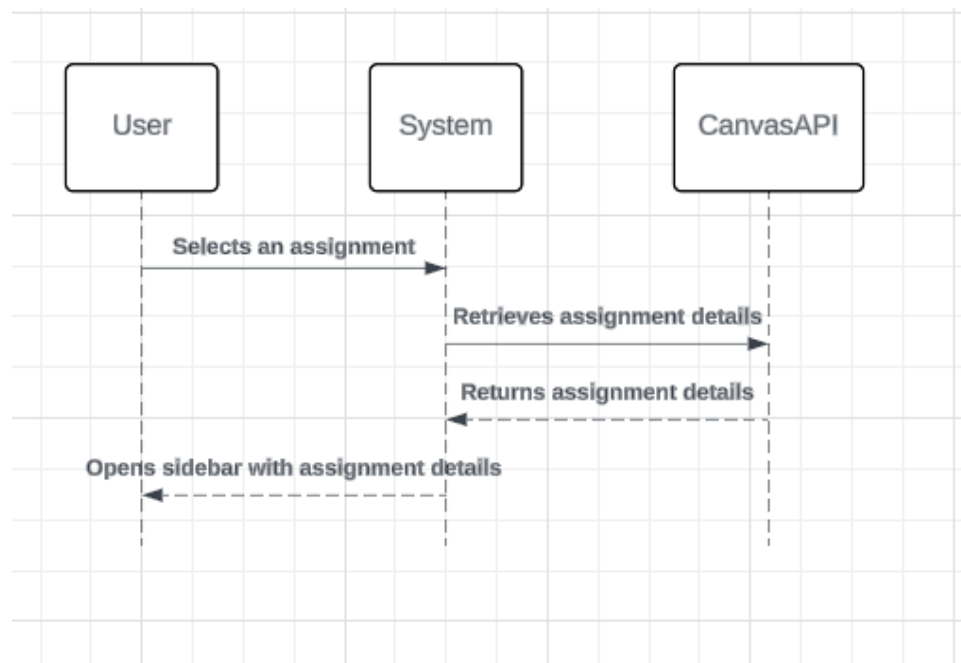 User
System
CanvasAPI
Selects an assignment
Retrieves assignment details
Returns assignment details
Opens sidebar with assignment details